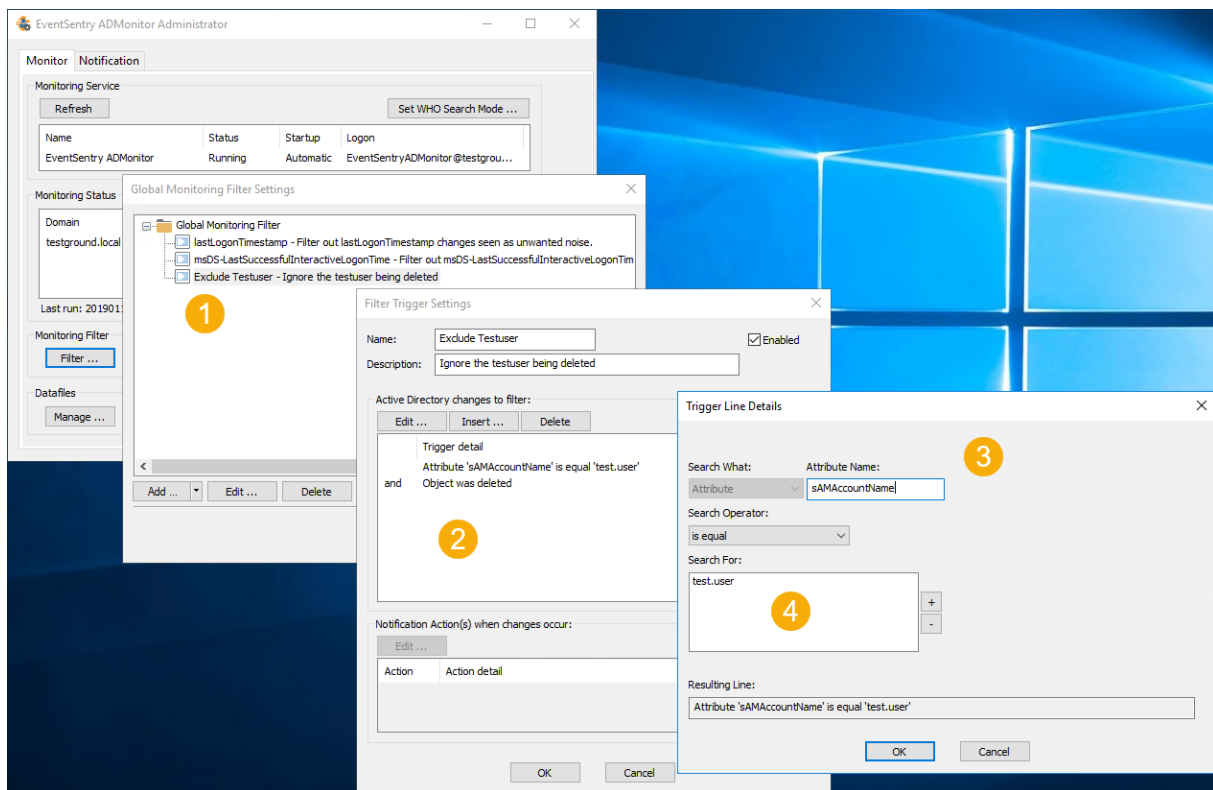 EventSentry ADMonitor Administrator
Monitor Notification
Monitoring Service
Refresh
Set WHO Search Mode ...
Name Status Startup Logon
EventSentry ADMonitor Running Automatic EventSentryADMonitor@testgrou...
Monitoring Status
Domain
testground.local
Last run: 201901
Monitoring Filter
Filter ...
Datafiles
Manage ...
Global Monitoring Filter Settings
Global Monitoring Filter
lastLogonTimestamp - Filter out lastLogonTimestamp changes seen as unwanted noise.
msDS-LastSuccessfulInteractiveLogonTime - Filter out msDS-LastSuccessfulInteractiveLogonTim
Exclude Testuser - Ignore the testuser being deleted
1
Add ... Edit ... Delete
Filter Trigger Settings
Name: Exclude Testuser
Enabled
Description: Ignore the testuser being deleted
Active Directory changes to filter:
Edit ... Insert ... Delete
Trigger detail
Attribute 'sAMAccountName' is equal 'test.user'
and Object was deleted
2
Notification Action(s) when changes occur:
Edit ...
Action Action detail
OK Cancel
Trigger Line Details
3
Search What: Attribute Name:
Attribute sAMAccountName
Search Operator:
is equal
Search For:
test.user
4
+
-
Resulting Line:
Attribute 'sAMAccountName' is equal 'test.user'
OK Cancel